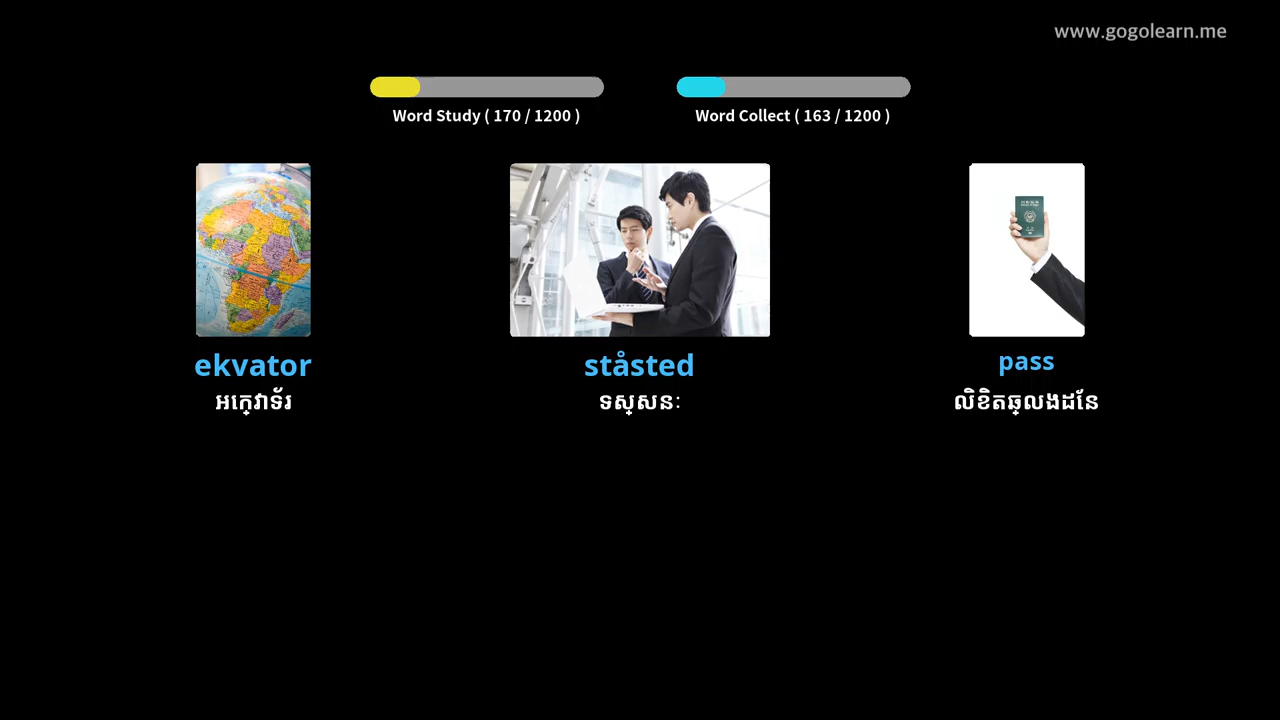 www.gogolearn.me
Word Study ( 170 / 1200 )
Word Collect ( 163 / 1200 )
ekvator
ståsted
pass
អេក្វាទ័រ
ទស្សនៈ
លិខិតឆ្លងដែន